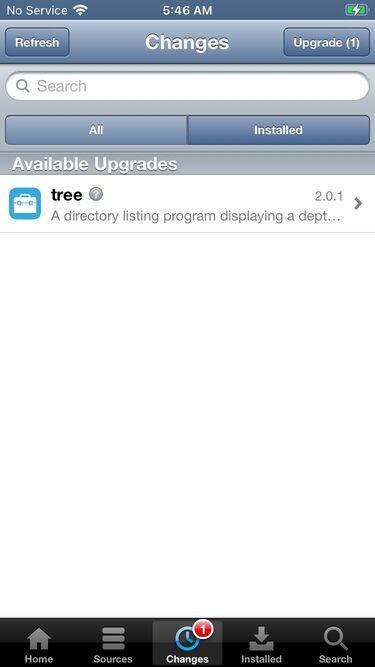 No Service 5:46 AM
Refresh Changes Upgrade (1)
Search
All Installed
Available Upgrades
tree ? 2.0.1
A directory listing program displaying a dept…
1
Home Sources Changes Installed Search